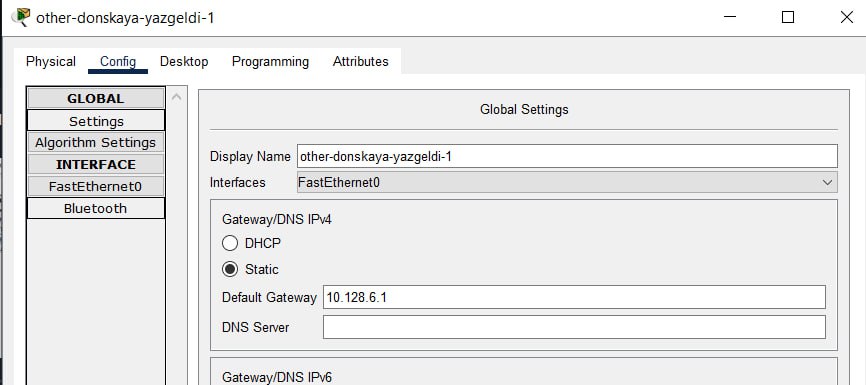 other-donskaya-yazgeldi-1
Physical Config Desktop Programming Attributes
GLOBAL
Settings
Algorithm Settings
INTERFACE
FastEthernet0
Bluetooth
Global Settings
Display Name other-donskaya-yazgeldi-1
Interfaces FastEthernet0
Gateway/DNS IPv4
DHCP
Static
Default Gateway 10.128.6.1
DNS Server
Gateway/DNS IPv6